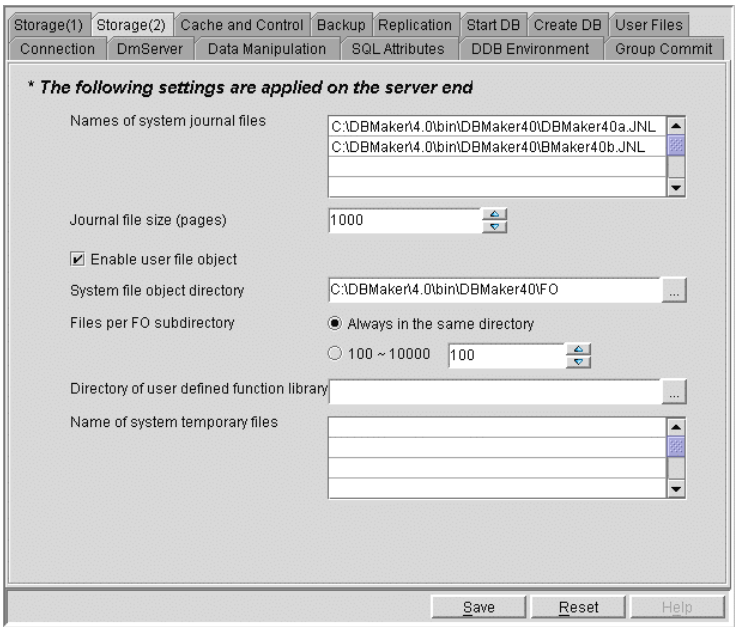 Storage(1) Storage(2) Cache and Control Backup Replication Start DB Create DB User Files
Connection DmServer Data Manipulation SQL Attributes DDB Environment Group Commit
* The following settings are applied on the server end
Names of system journal files
C:\DBMaker\4.0\bin\DBMaker40\DBMaker40a.JNL
C:\DBMaker\4.0\bin\DBMaker40\BMaker40b.JNL
Journal file size (pages) 1000
Enable user file object
System file object directory C:\DBMaker\4.0\bin\DBMaker40\FO ...
Files per FO subdirectory Always in the same directory
100 ~ 10000 100
Directory of user defined function library ...
Name of system temporary files
Save Reset Help